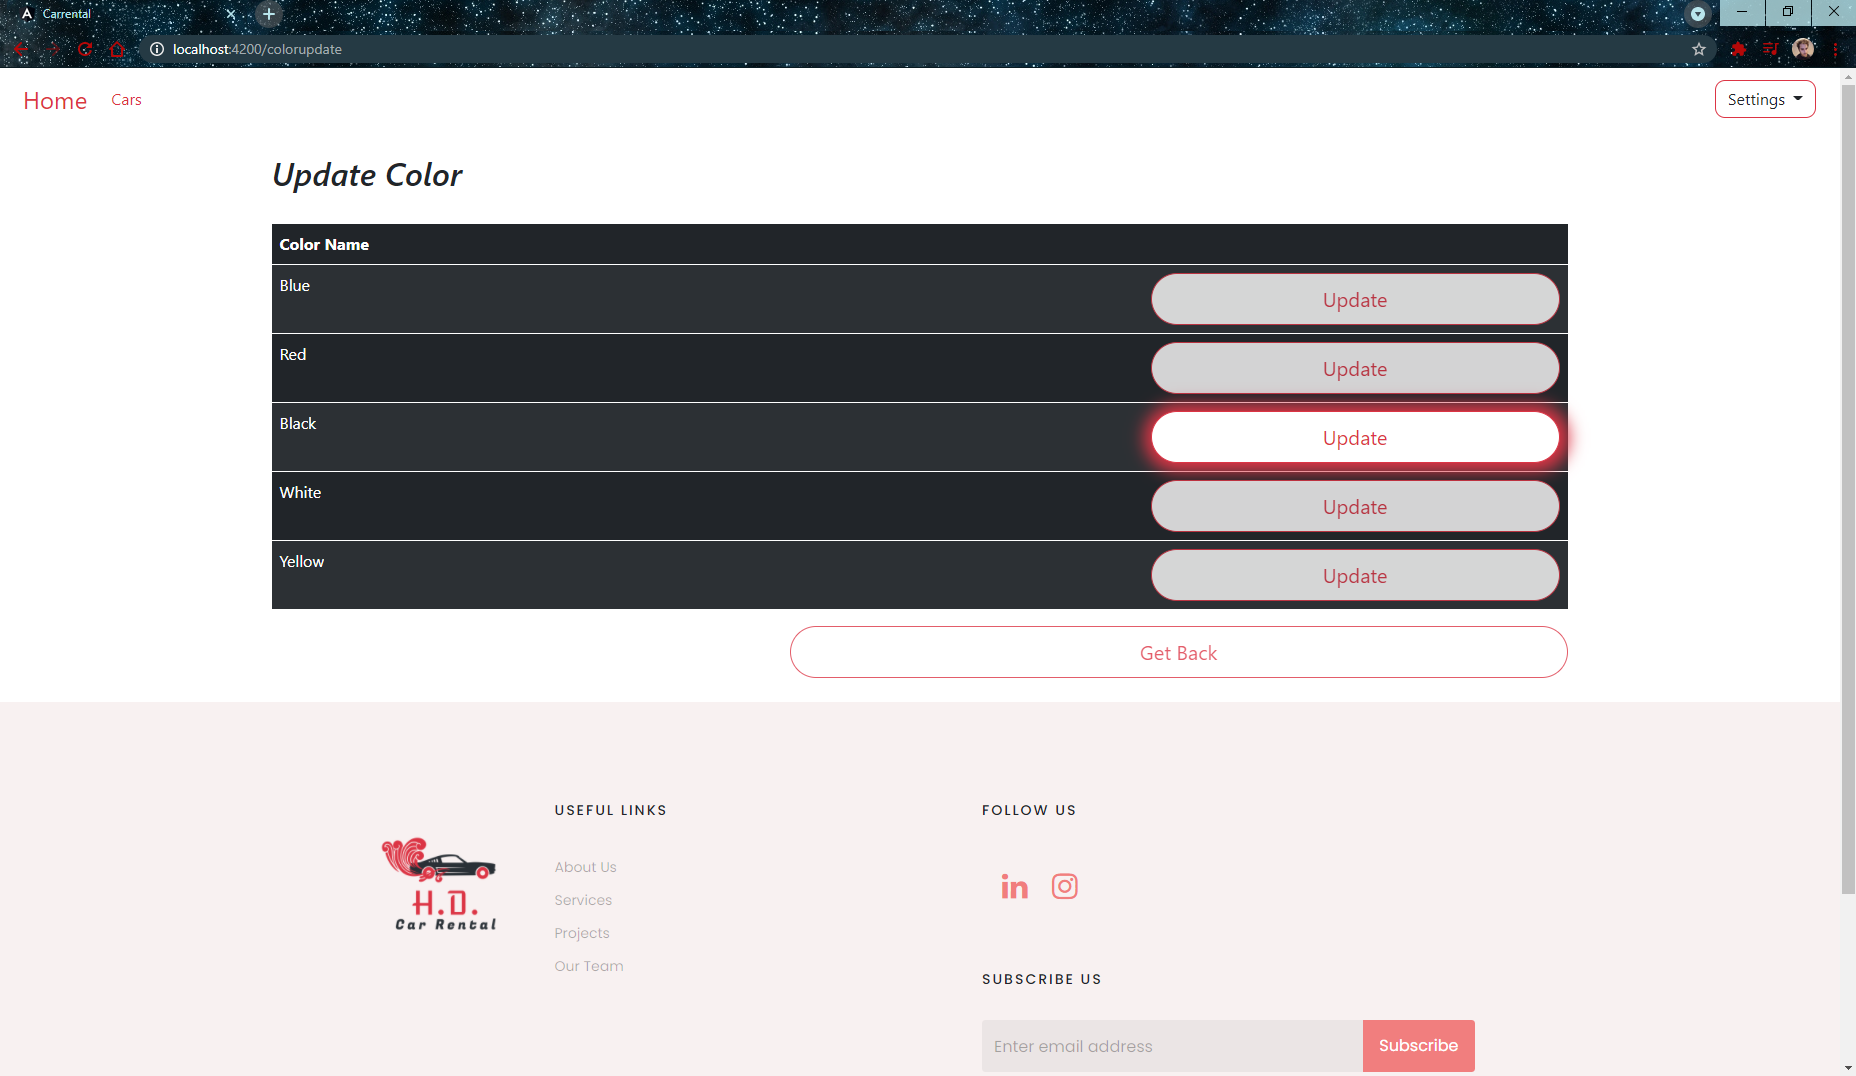 Carrental
localhost:4200/colorupdate
Home Cars Settings
Update Color
Color Name
Blue Update
Red Update
Black Update
White Update
Yellow Update
Get Back
USEFUL LINKS
About Us
Services
Projects
Our Team
H.D.
Car Rental
FOLLOW US
SUBSCRIBE US
Enter email address Subscribe